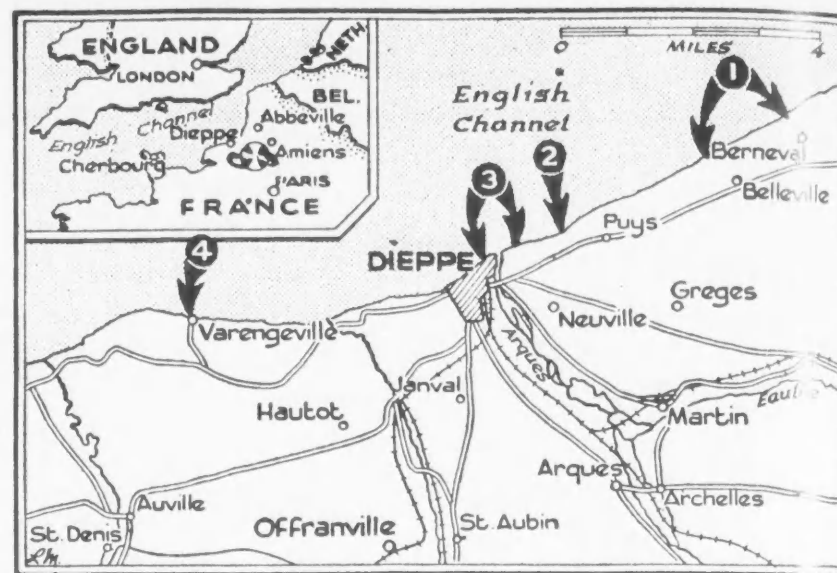 ENGLAND
LONDON
NETH.
BEL.
English
Channel
Dieppe
Abbeville
Amiens
Cherbourg
PARIS
FRANCE
0
MILES
4
English
Channel
1
2
3
4
Berneval
Belleville
Puys
DIEPPE
Greges
Neuville
Varengeville
Arques
Janval
Hautot
Martin
Eaulne
Arques
Archelles
Auville
St. Denis
Offranville
St. Aubin